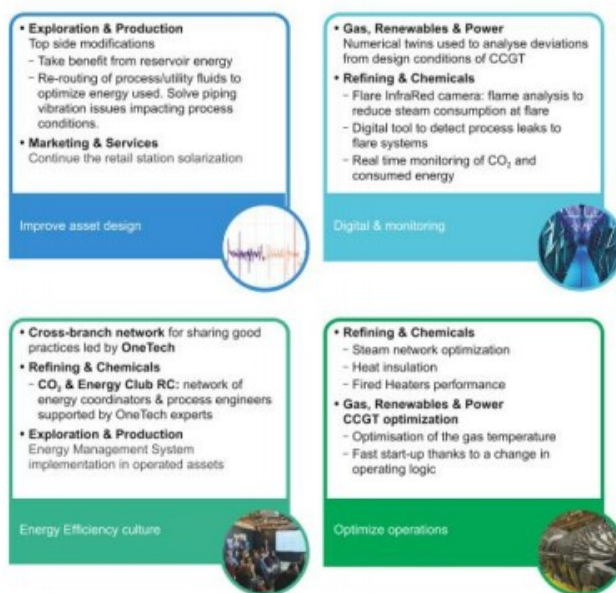 • Exploration & Production
Top side modifications
– Take benefit from reservoir energy
– Re-routing of process/utility fluids to
optimize energy used. Solve piping
vibration issues impacting process
conditions.
• Marketing & Services
Continue the retail station solarization
Improve asset design
• Gas, Renewables & Power
Numerical twins used to analyse deviations
from design conditions of CCGT
• Refining & Chemicals
– Flare InfraRed camera: flame analysis to
reduce steam consumption at flare
– Digital tool to detect process leaks to
flare systems
– Real time monitoring of CO₂ and
consumed energy
Digital & monitoring
• Cross-branch network for sharing good
practices led by OneTech
• Refining & Chemicals
– CO₂ & Energy Club RC: network of
energy coordinators & process engineers
supported by OneTech experts
• Exploration & Production
Energy Management System
implementation in operated assets
Energy Efficiency culture
• Refining & Chemicals
– Steam network optimization
– Heat insulation
– Fired Heaters performance
• Gas, Renewables & Power
CCGT optimization
– Optimisation of the gas temperature
– Fast start-up thanks to a change in
operating logic
Optimize operations